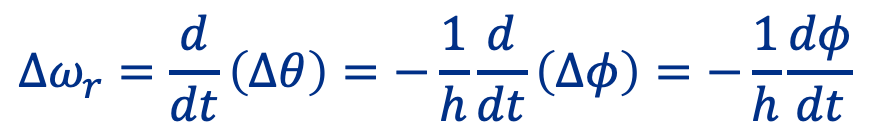 Δω_r = d/dt (Δθ) = − 1/h d/dt (Δϕ) = − 1/h dϕ/dt